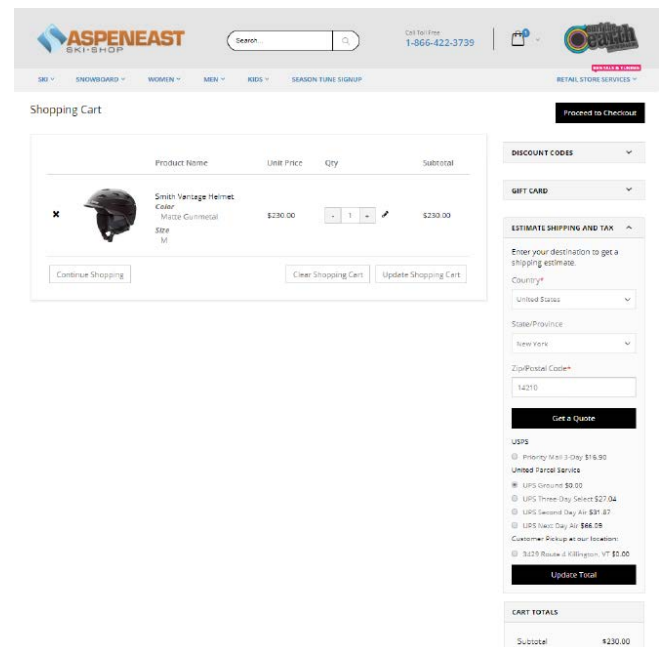 ASPENEAST
SKI•SHOP
Search...
Call Toll Free
1-866-422-3739
SKI
SNOWBOARD
WOMEN
MEN
KIDS
SEASON TUNE SIGNUP
RETAIL STORE SERVICES
Shopping Cart
Proceed to Checkout
Product Name Unit Price Qty Subtotal
Smith Vantage Helmet
Color
Matte Gunmetal
Size
M
$230.00 - 1 + $230.00
Continue Shopping Clear Shopping Cart Update Shopping Cart
DISCOUNT CODES
GIFT CARD
ESTIMATE SHIPPING AND TAX
Enter your destination to get a
shipping estimate.
Country*
United States
State/Province
New York
Zip/Postal Code*
14210
Get a Quote
USPS
Priority Mail 3-Day $16.90
United Parcel Service
UPS Ground $0.00
UPS Three-Day Select $27.04
UPS Second Day Air $31.87
UPS Next Day Air
Customer Pickup at our location:
3429 Route 4 Killington, VT $0.00
Update Total
CART TOTALS
Subtotal $230.00